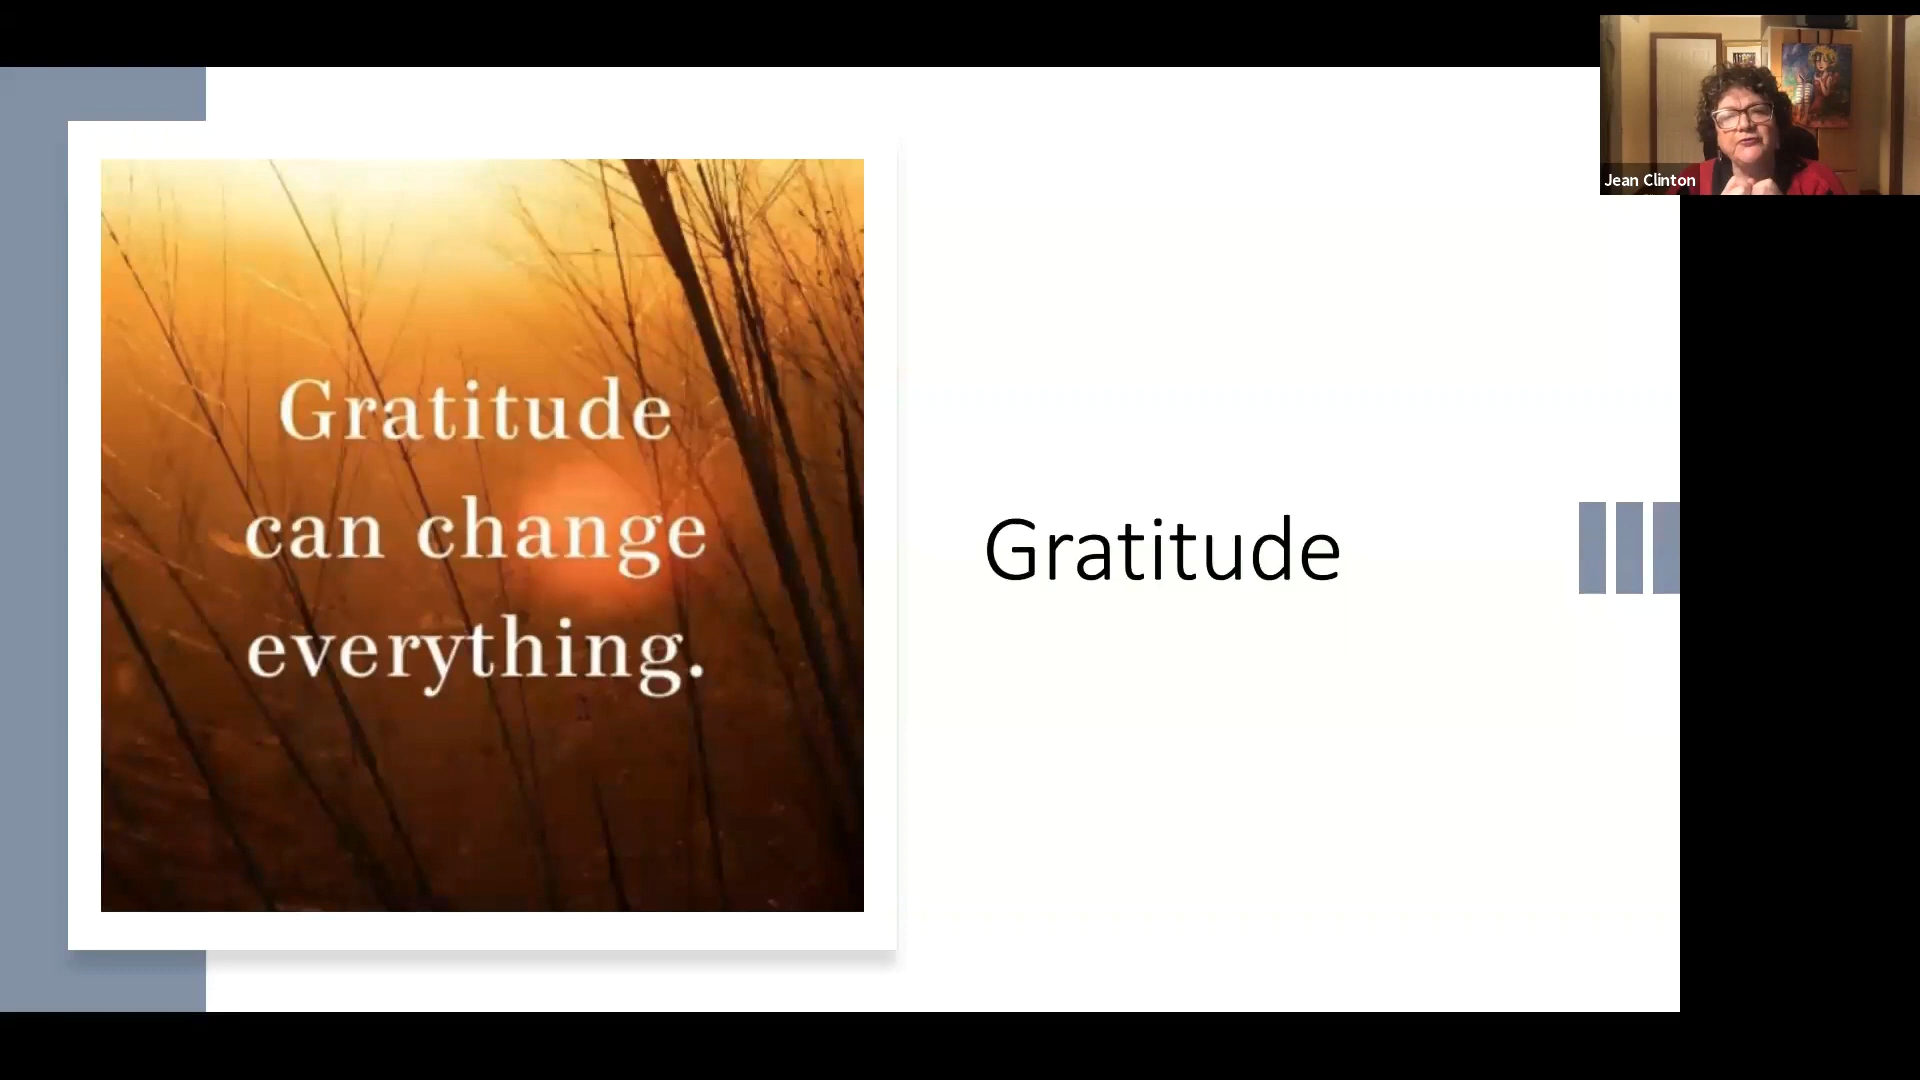 Gratitude
can change
everything.
Gratitude
Jean Clinton